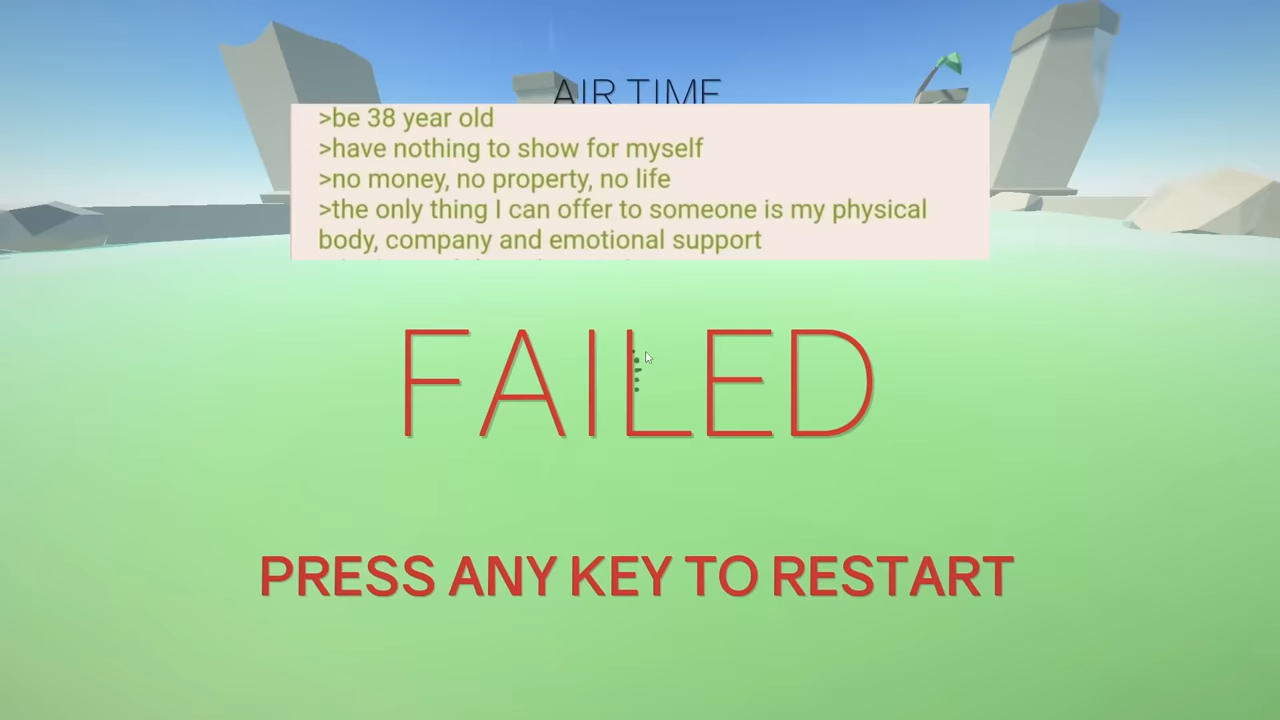 AIR TIME
>be 38 year old
>have nothing to show for myself
>no money, no property, no life
>the only thing I can offer to someone is my physical
body, company and emotional support
FAILED
PRESS ANY KEY TO RESTART